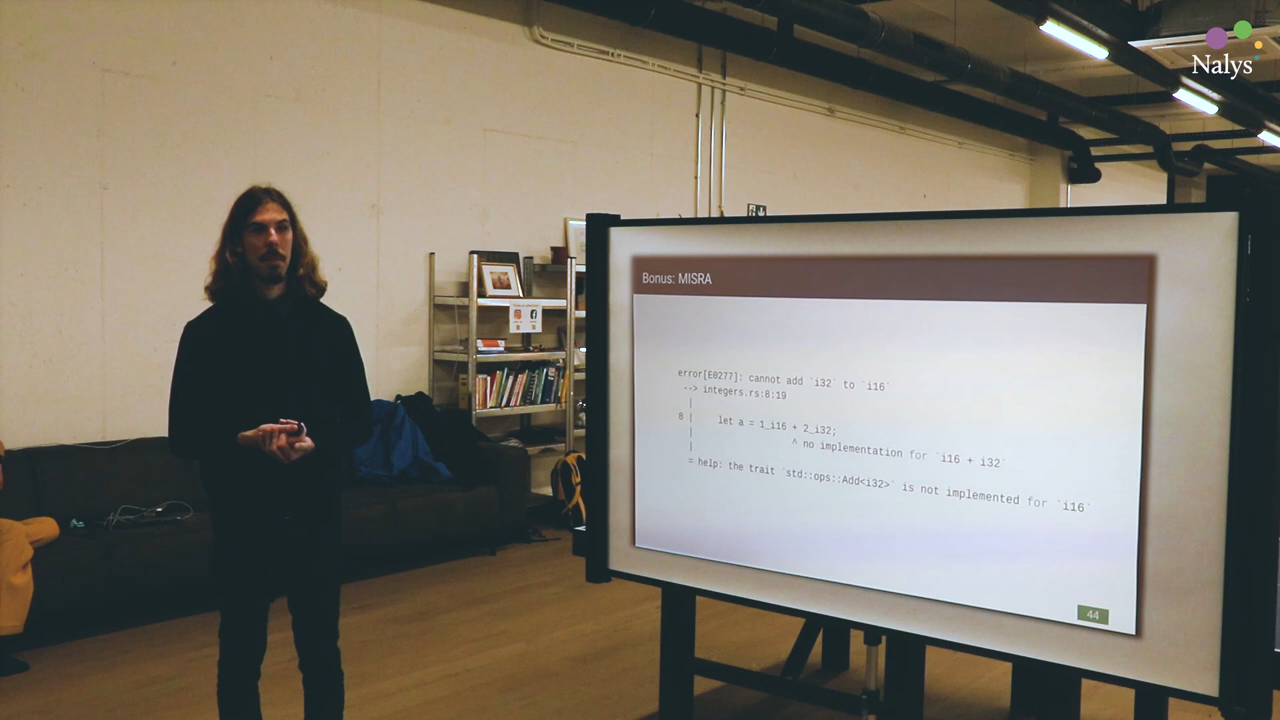 Nalys
Bonus: MISRA
error[E0277]: cannot add `i32` to `i16`
--> integers.rs:8:19
|
8 | let a = 1_i16 + 2_i32;
| ^ no implementation for `i16 + i32`
|
= help: the trait `std::ops::Add<i32>` is not implemented for `i16`
44